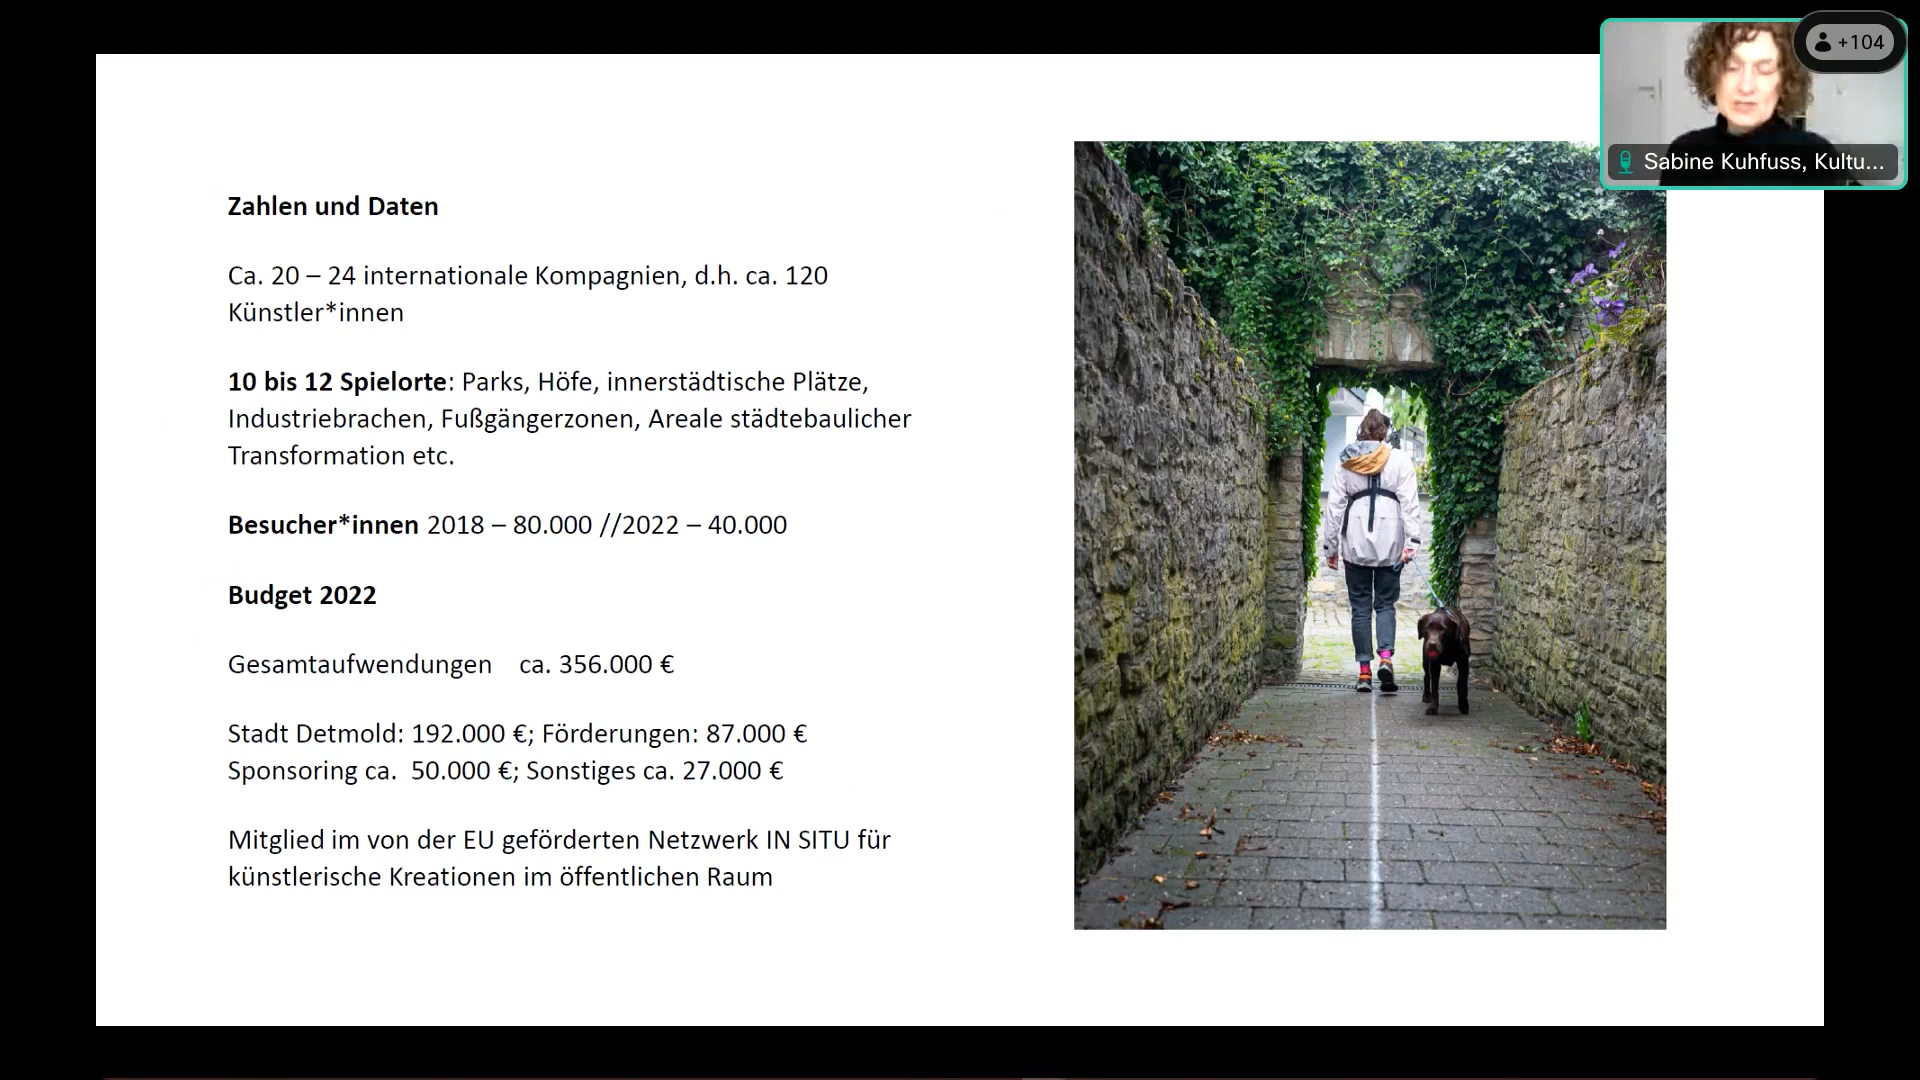 +104
Sabine Kuhfuss, Kultu...
Zahlen und Daten
Ca. 20 – 24 internationale Kompagnien, d.h. ca. 120
Künstler*innen
10 bis 12 Spielorte: Parks, Höfe, innerstädtische Plätze,
Industriebrachen, Fußgängerzonen, Areale städtebaulicher
Transformation etc.
Besucher*innen 2018 – 80.000 //2022 – 40.000
Budget 2022
Gesamtaufwendungen ca. 356.000 €
Stadt Detmold: 192.000 €; Förderungen: 87.000 €
Sponsoring ca. 50.000 €; Sonstiges ca. 27.000 €
Mitglied im von der EU geförderten Netzwerk IN SITU für
künstlerische Kreationen im öffentlichen Raum